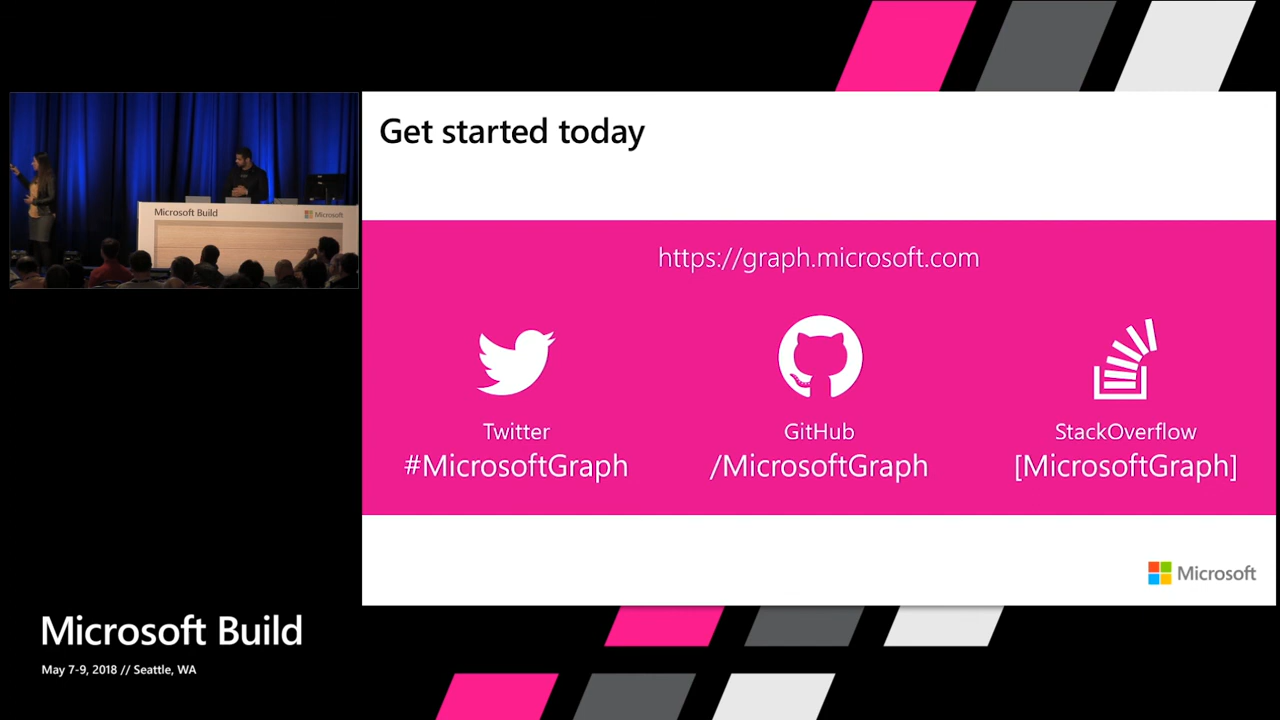 Get started today
https://graph.microsoft.com
Twitter
#MicrosoftGraph
GitHub
/MicrosoftGraph
StackOverflow
[MicrosoftGraph]
Microsoft
Microsoft Build
Microsoft
Microsoft Build
May 7-9, 2018 // Seattle, WA